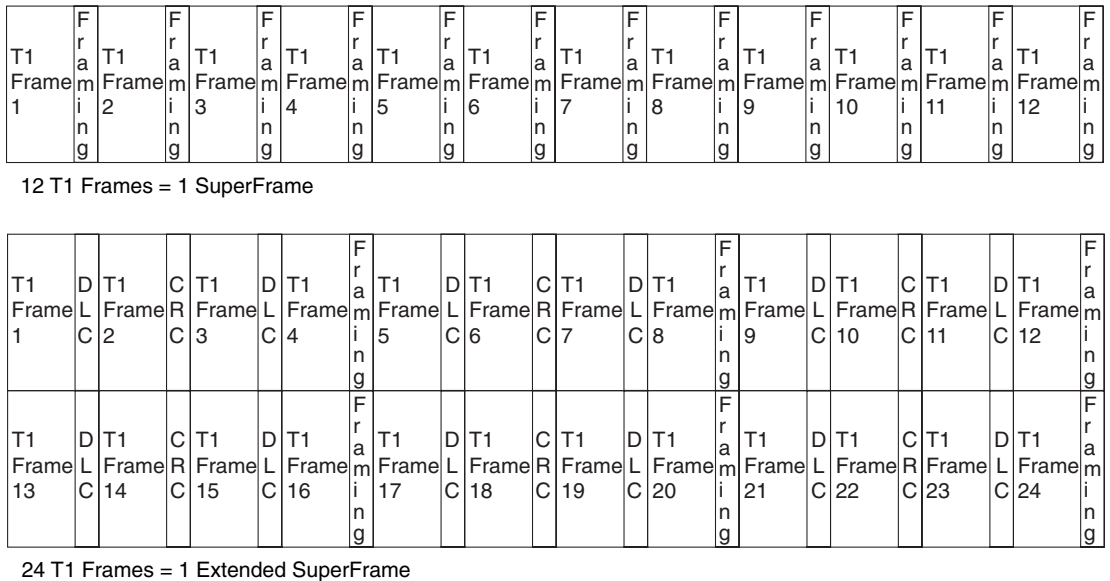 T1 Frame 1 Framing T1 Frame 2 Framing T1 Frame 3 Framing T1 Frame 4 Framing T1 Frame 5 Framing T1 Frame 6 Framing T1 Frame 7 Framing T1 Frame 8 Framing T1 Frame 9 Framing T1 Frame 10 Framing T1 Frame 11 Framing T1 Frame 12 Framing
12 T1 Frames = 1 SuperFrame
T1 Frame 1 DLC T1 Frame 2 CRC T1 Frame 3 DLC T1 Frame 4 Framing T1 Frame 5 DLC T1 Frame 6 CRC T1 Frame 7 DLC T1 Frame 8 Framing T1 Frame 9 DLC T1 Frame 10 CRC T1 Frame 11 DLC T1 Frame 12 Framing
T1 Frame 13 DLC T1 Frame 14 CRC T1 Frame 15 DLC T1 Frame 16 Framing T1 Frame 17 DLC T1 Frame 18 CRC T1 Frame 19 DLC T1 Frame 20 Framing T1 Frame 21 DLC T1 Frame 22 CRC T1 Frame 23 DLC T1 Frame 24 Framing
24 T1 Frames = 1 Extended SuperFrame